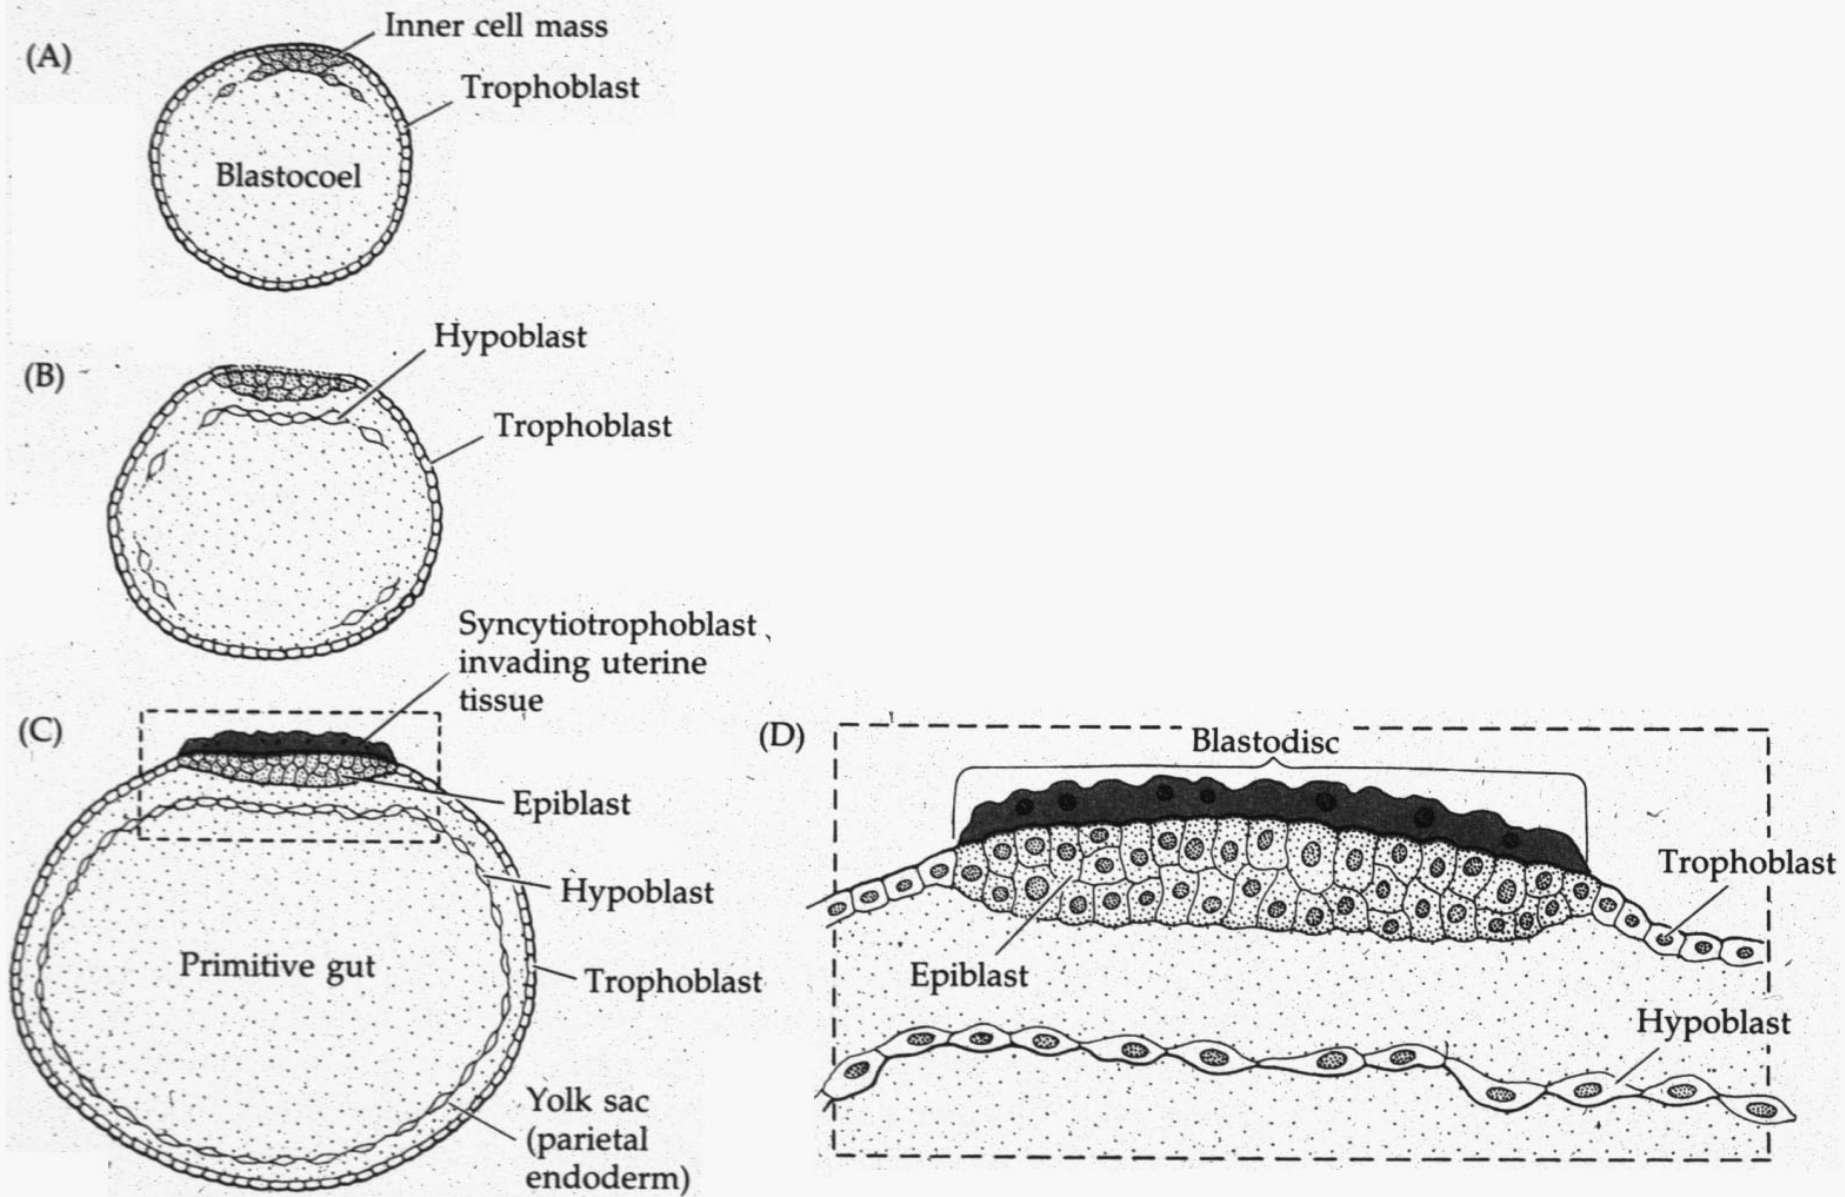 (A)
Inner cell mass
Trophoblast
Blastocoel
(B)
Hypoblast
Trophoblast
(C)
Syncytiotrophoblast
invading uterine
tissue
Epiblast
Hypoblast
Primitive gut
Trophoblast
Yolk sac
(parietal
endoderm)
(D)
Blastodisc
Trophoblast
Epiblast
Hypoblast